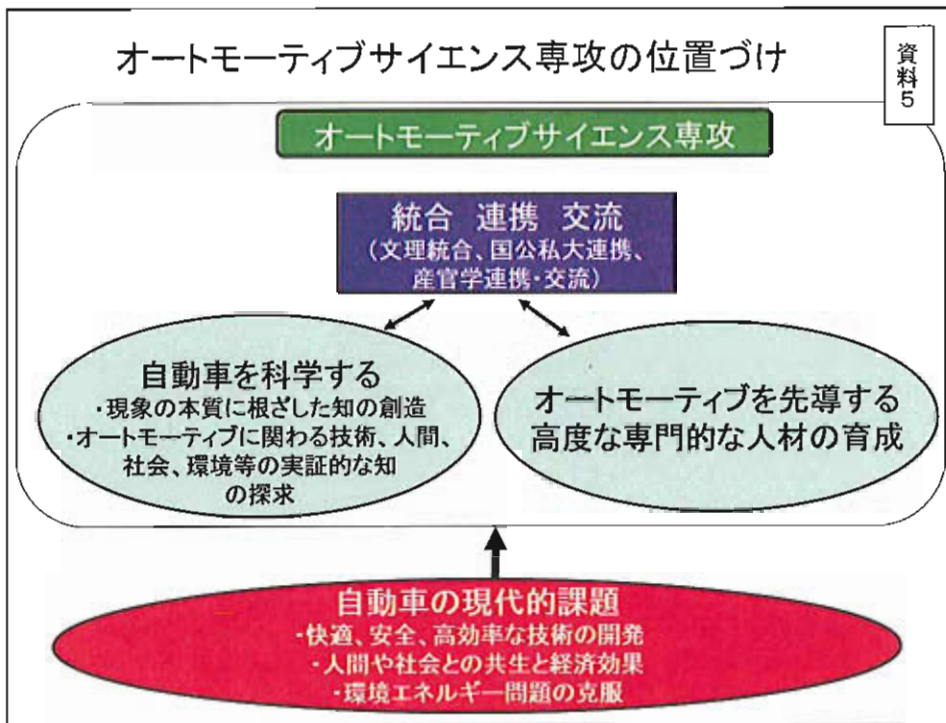 オートモーティブサイエンス専攻の位置づけ
資料5
オートモーティブサイエンス専攻
統合 連携 交流
(文理統合、国公私大連携、
産官学連携・交流)
自動車を科学する
・現象の本質に根ざした知の創造
・オートモーティブに関わる技術、人間、
社会、環境等の実証的な知
の探求
オートモーティブを先導する
高度な専門的な人材の育成
自動車の現代的課題
・快適、安全、高効率な技術の開発
・人間や社会との共生と経済効果
・環境エネルギー問題の克服